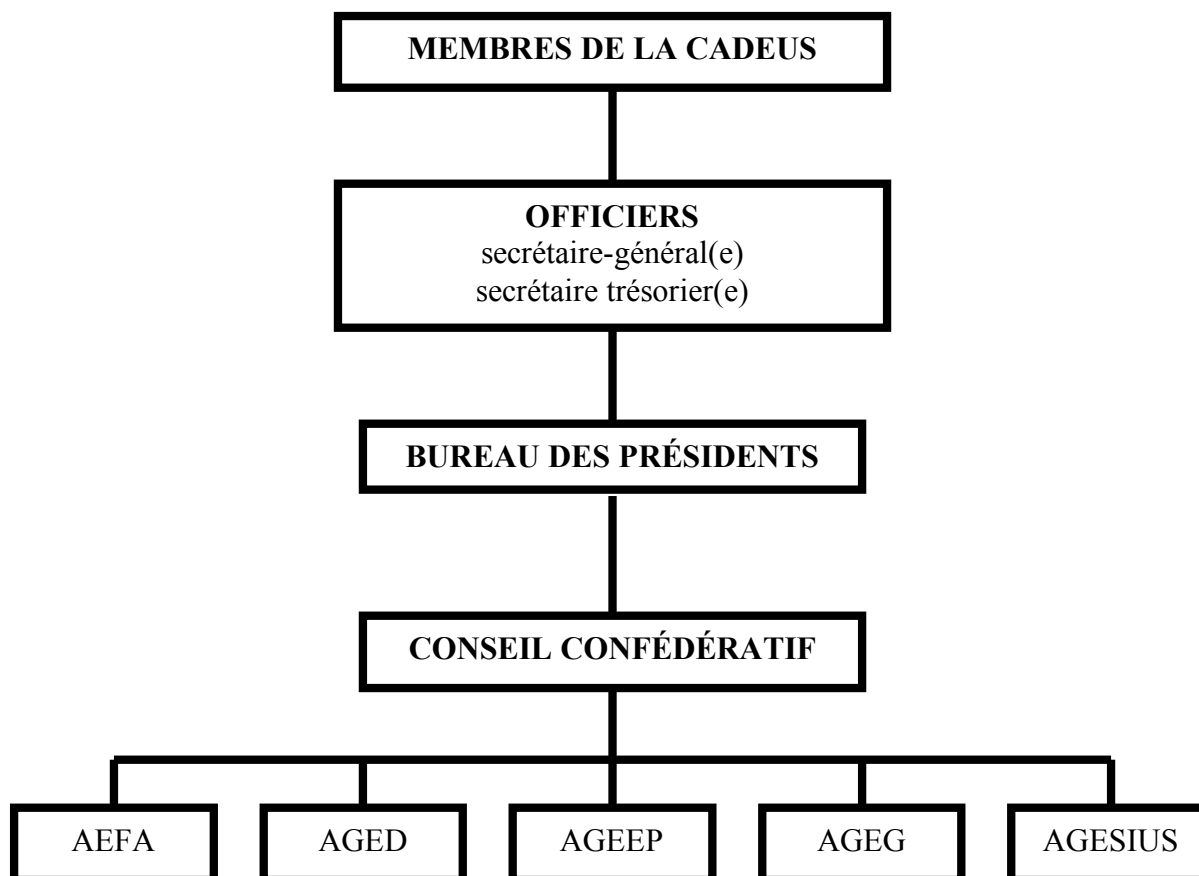 MEMBRES DE LA CADEUS
OFFICIERS
secrétaire-général(e)
secrétaire trésorier(e)
BUREAU DES PRÉSIDENTS
CONSEIL CONFÉDÉRATIF
AEFA
AGED
AGEEP
AGEG
AGESIUS